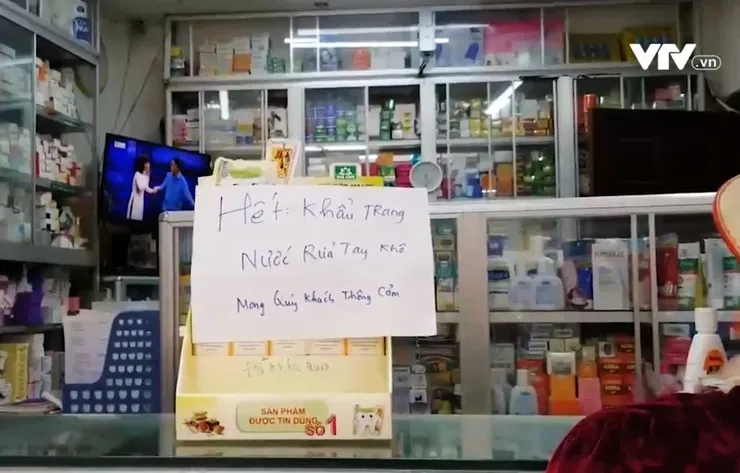 VTV.vn
Hết: Khẩu Trang
Nước Rửa Tay Khô
Mong Quý Khách Thông Cảm
SẢN PHẨM
ĐƯỢC TIN DÙNG
SỐ 1